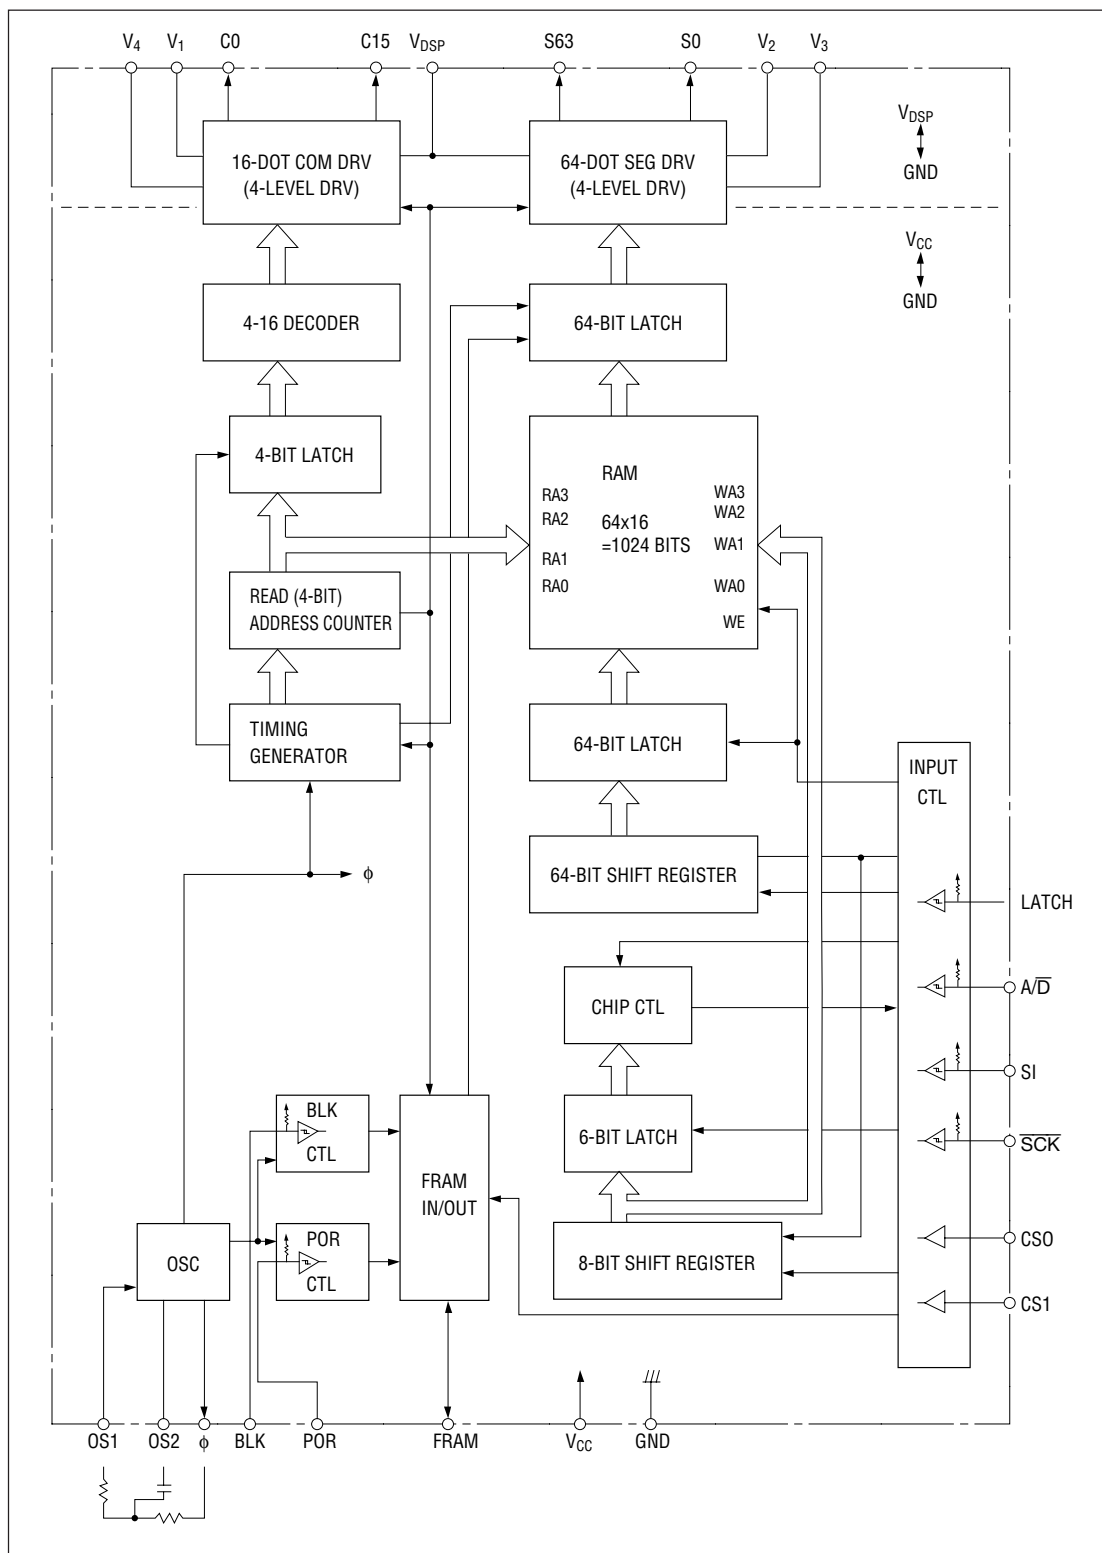 V4 V1 C0 C15 VDSP S63 S0 V2 V3
16-DOT COM DRV
(4-LEVEL DRV)
64-DOT SEG DRV
(4-LEVEL DRV)
VDSP
GND
VCC
GND
4-16 DECODER
64-BIT LATCH
4-BIT LATCH
RAM
64x16
=1024 BITS
RA3
RA2
RA1
RA0
WA3
WA2
WA1
WA0
WE
READ (4-BIT)
ADDRESS COUNTER
TIMING
GENERATOR
64-BIT LATCH
INPUT
CTL
64-BIT SHIFT REGISTER
ϕ
LATCH
CHIP CTL
A/D̅
SI
6-BIT LATCH
S̅C̅K̅
BLK
CTL
FRAM
IN/OUT
POR
CTL
OSC
8-BIT SHIFT REGISTER
CS0
CS1
OS1 OS2 ϕ BLK POR FRAM VCC GND